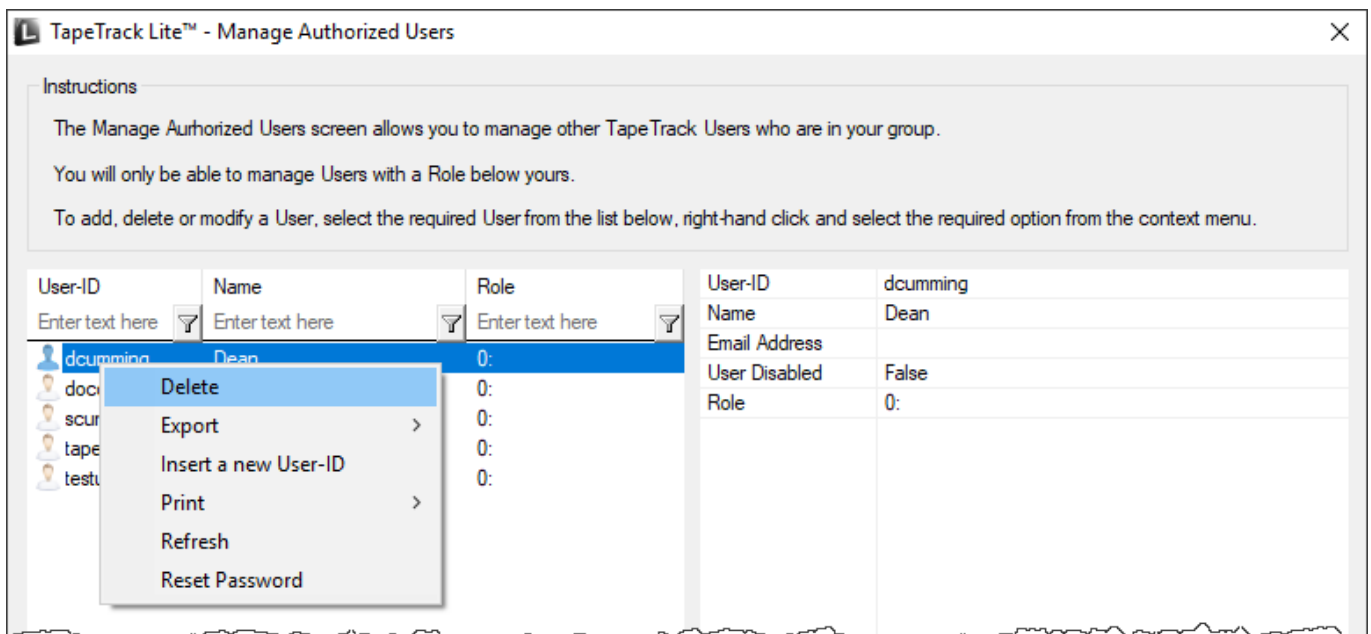 TapeTrack Lite™ - Manage Authorized Users
Instructions
The Manage Aurhorized Users screen allows you to manage other TapeTrack Users who are in your group.
You will only be able to manage Users with a Role below yours.
To add, delete or modify a User, select the required User from the list below, right-hand click and select the required option from the context menu.
User-ID Name Role
Enter text here Enter text here Enter text here
dcumming Dean 0:
0:
0:
0:
0:
Delete
Export
Insert a new User-ID
Print
Refresh
Reset Password
User-ID dcumming
Name Dean
Email Address
User Disabled False
Role 0: